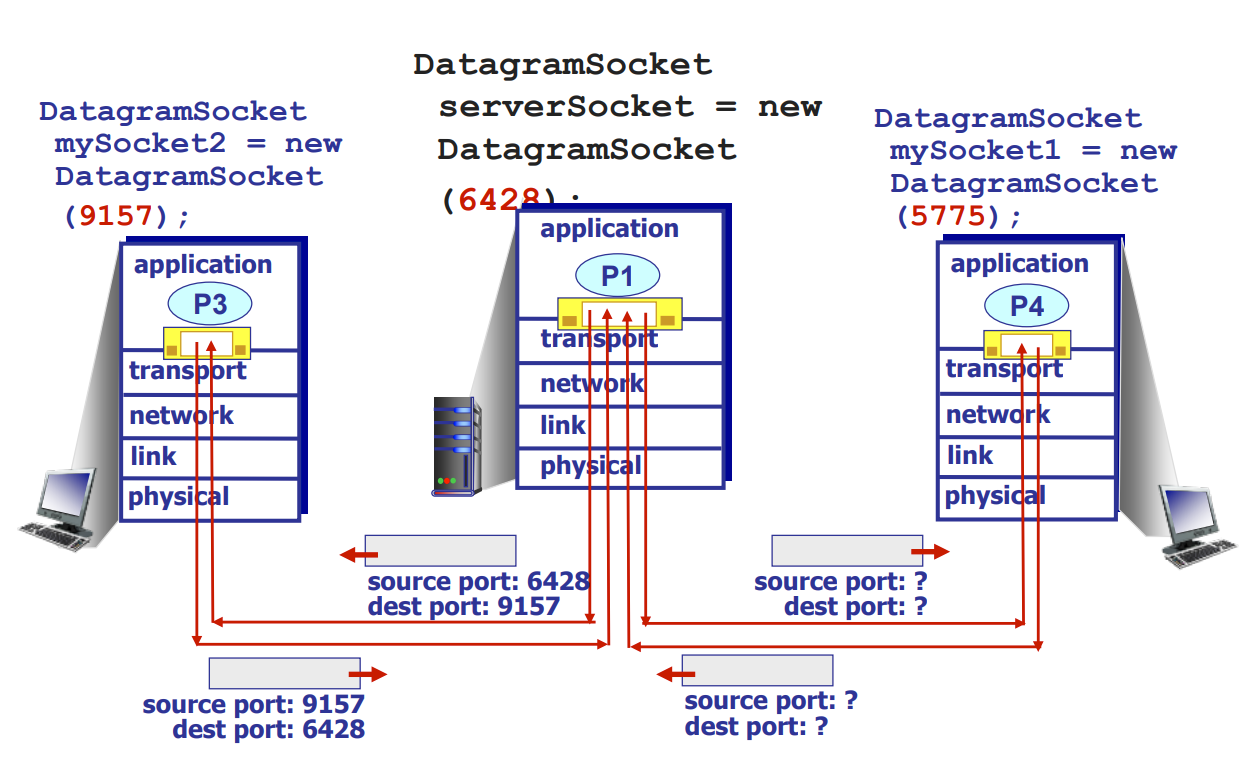 DatagramSocket
serverSocket = new
DatagramSocket
(6428);
DatagramSocket
mySocket2 = new
DatagramSocket
(9157);
DatagramSocket
mySocket1 = new
DatagramSocket
(5775);
application
P3
transport
network
link
physical
application
P1
transport
network
link
physical
application
P4
transport
network
link
physical
source port: 6428
dest port: 9157
source port: ?
dest port: ?
source port: 9157
dest port: 6428
source port: ?
dest port: ?